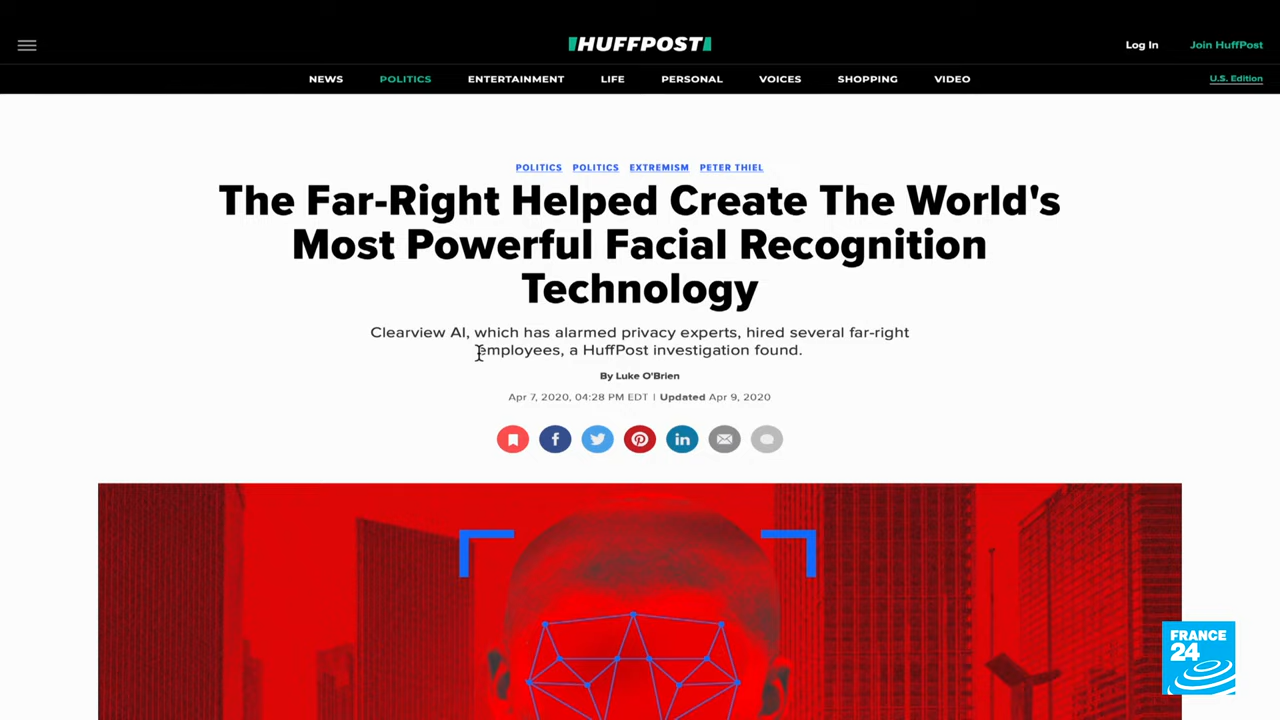 HUFFPOST
Log In
Join HuffPost
NEWS POLITICS ENTERTAINMENT LIFE PERSONAL VOICES SHOPPING VIDEO
U.S. Edition
POLITICS POLITICS EXTREMISM PETER THIEL
The Far-Right Helped Create The World's
Most Powerful Facial Recognition
Technology
Clearview AI, which has alarmed privacy experts, hired several far-right
employees, a HuffPost investigation found.
By Luke O'Brien
Apr 7, 2020, 04:28 PM EDT | Updated Apr 9, 2020
f
in
FRANCE
24